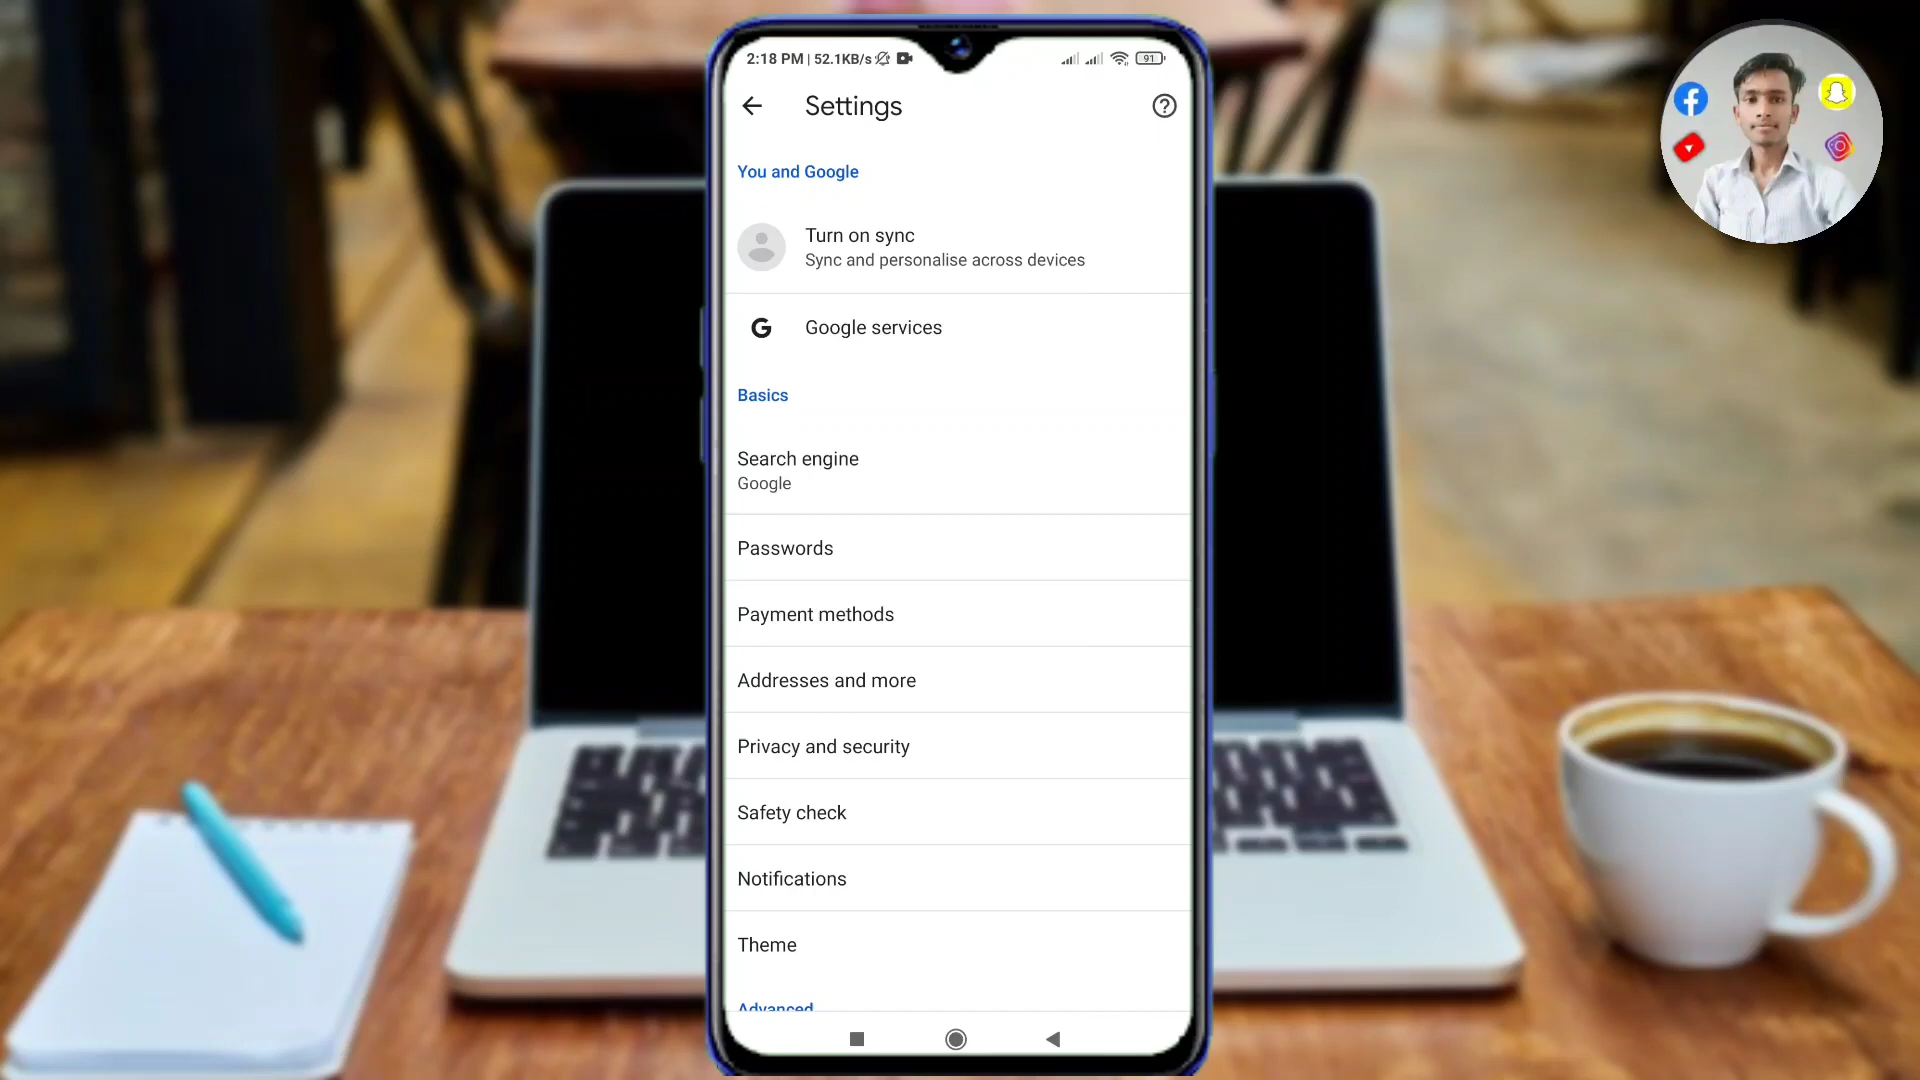 2:18 PM | 52.1KB/s 91
Settings
You and Google
Turn on sync
Sync and personalise across devices
G Google services
Basics
Search engine
Google
Passwords
Payment methods
Addresses and more
Privacy and security
Safety check
Notifications
Theme
Advanced